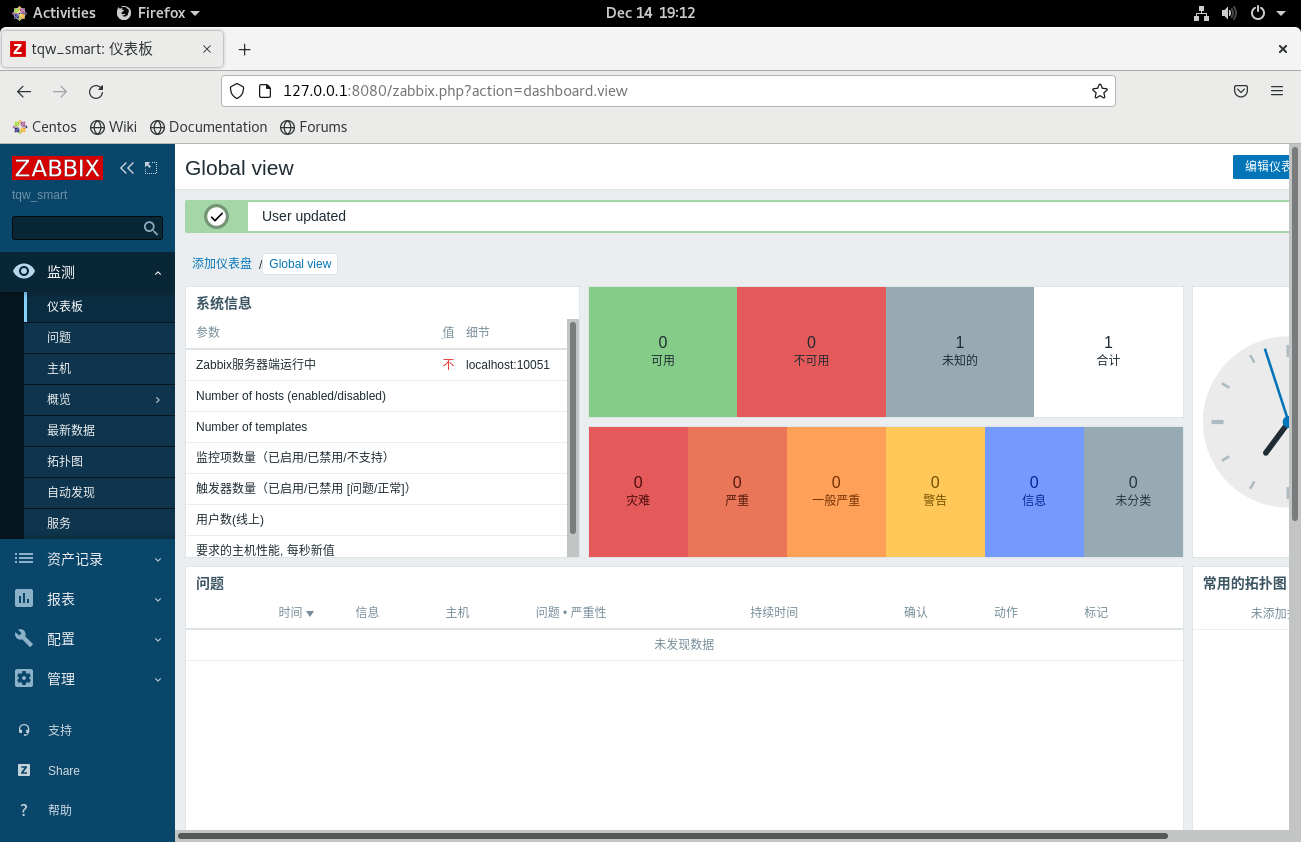 Activities Firefox Dec 14 19:12
tqw_smart: 仪表板
127.0.0.1:8080/zabbix.php?action=dashboard.view
Centos Wiki Documentation Forums
ZABBIX
tqw_smart
监测
仪表板
问题
主机
概览
最新数据
拓扑图
自动发现
服务
资产记录
报表
配置
管理
支持
Share
帮助
Global view
编辑仪表
User updated
添加仪表盘 / Global view
系统信息
参数 值 细节
Zabbix服务器端运行中 不 localhost:10051
Number of hosts (enabled/disabled)
Number of templates
监控项数量（已启用/已禁用/不支持）
触发器数量（已启用/已禁用 [问题/正常]）
用户数(线上)
要求的主机性能, 每秒新值
0 0 1 1
可用 不可用 未知的 合计
0 0 0 0 0 0
灾难 严重 一般严重 警告 信息 未分类
问题
时间 信息 主机 问题 • 严重性 持续时间 确认 动作 标记
未发现数据
常用的拓扑图
未添加